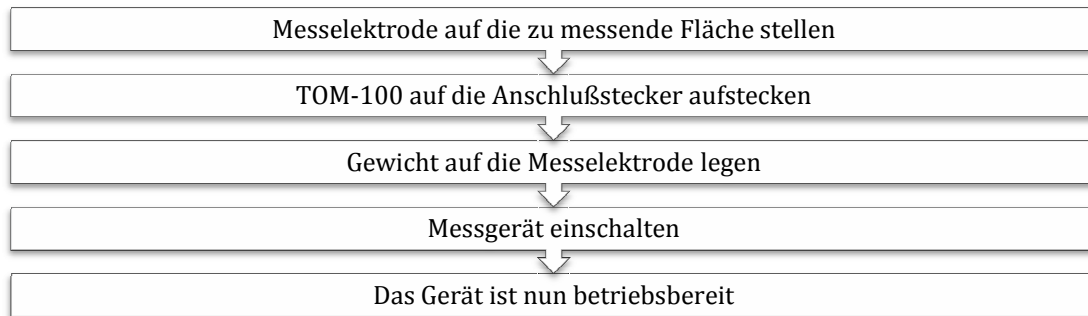 Messelektrode auf die zu messende Fläche stellen
TOM-100 auf die Anschlußstecker aufstecken
Gewicht auf die Messelektrode legen
Messgerät einschalten
Das Gerät ist nun betriebsbereit